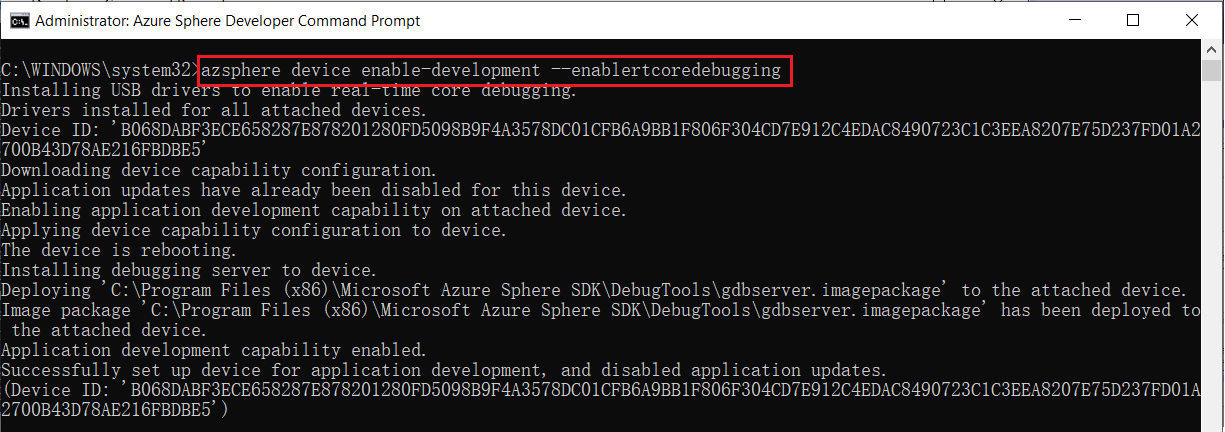 Administrator: Azure Sphere Developer Command Prompt
C:\WINDOWS\system32>azsphere device enable-development --enablertcoredebugging
Installing USB drivers to enable real-time core debugging.
Drivers installed for all attached devices.
Device ID: 'B068DABF3ECE658287E878201280FD5098B9F4A3578DC01CFB6A9BB1F806F304CD7E912C4EDAC8490723C1C3EEA8207E75D237FD01A2
700B43D78AE216FBDBE5'
Downloading device capability configuration.
Application updates have already been disabled for this device.
Enabling application development capability on attached device.
Applying device capability configuration to device.
The device is rebooting.
Installing debugging server to device.
Deploying 'C:\Program Files (x86)\Microsoft Azure Sphere SDK\DebugTools\gdbserver.imagepackage' to the attached device.
Image package 'C:\Program Files (x86)\Microsoft Azure Sphere SDK\DebugTools\gdbserver.imagepackage' has been deployed to
 the attached device.
Application development capability enabled.
Successfully set up device for application development, and disabled application updates.
(Device ID: 'B068DABF3ECE658287E878201280FD5098B9F4A3578DC01CFB6A9BB1F806F304CD7E912C4EDAC8490723C1C3EEA8207E75D237FD01A
2700B43D78AE216FBDBE5')